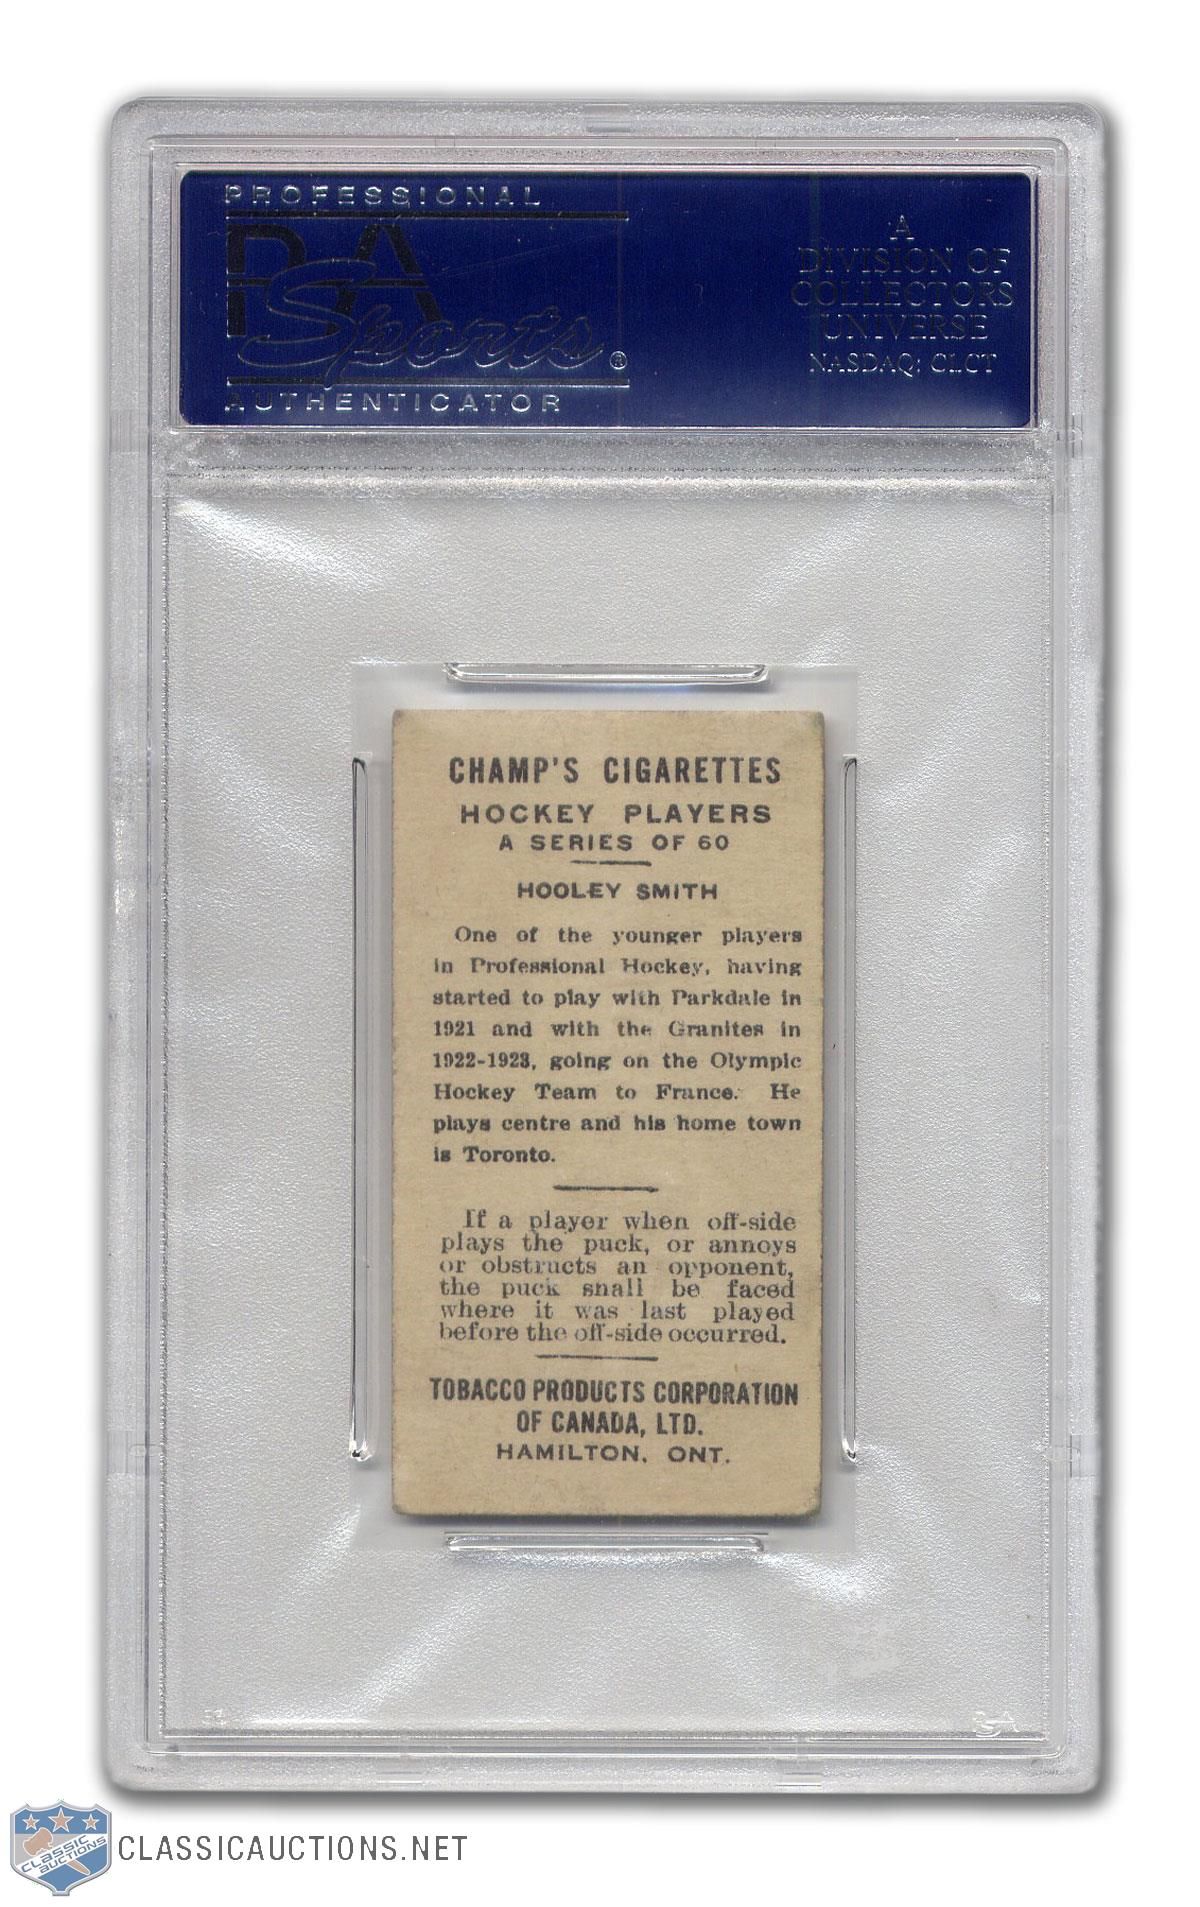 PROFESSIONAL
PSA
Sports®
AUTHENTICATOR
A
DIVISION OF
COLLECTORS
UNIVERSE
NASDAQ: CLCT
CHAMP'S CIGARETTES
HOCKEY PLAYERS
A SERIES OF 60
HOOLEY SMITH
One of the younger players
in Professional Hockey, having
started to play with Parkdale in
1921 and with the Granites in
1922-1923, going on the Olympic
Hockey Team to France. He
plays centre and his home town
is Toronto.
If a player when off-side
plays the puck, or annoys
or obstructs an opponent,
the puck shall be faced
where it was last played
before the off-side occurred.
TOBACCO PRODUCTS CORPORATION
OF CANADA, LTD.
HAMILTON, ONT.
PSA
CLASSIC
AUCTIONS
CLASSICAUCTIONS.NET